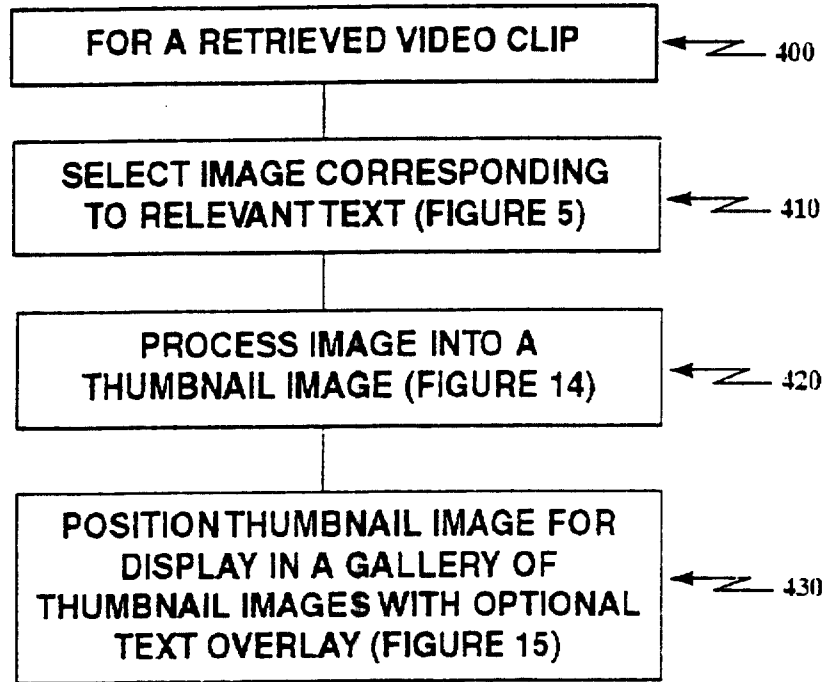 FOR A RETRIEVED VIDEO CLIP
400
SELECT IMAGE CORRESPONDING
TO RELEVANT TEXT (FIGURE 5)
410
PROCESS IMAGE INTO A
THUMBNAIL IMAGE (FIGURE 14)
420
POSITION THUMBNAIL IMAGE FOR
DISPLAY IN A GALLERY OF
THUMBNAIL IMAGES WITH OPTIONAL
TEXT OVERLAY (FIGURE 15)
430